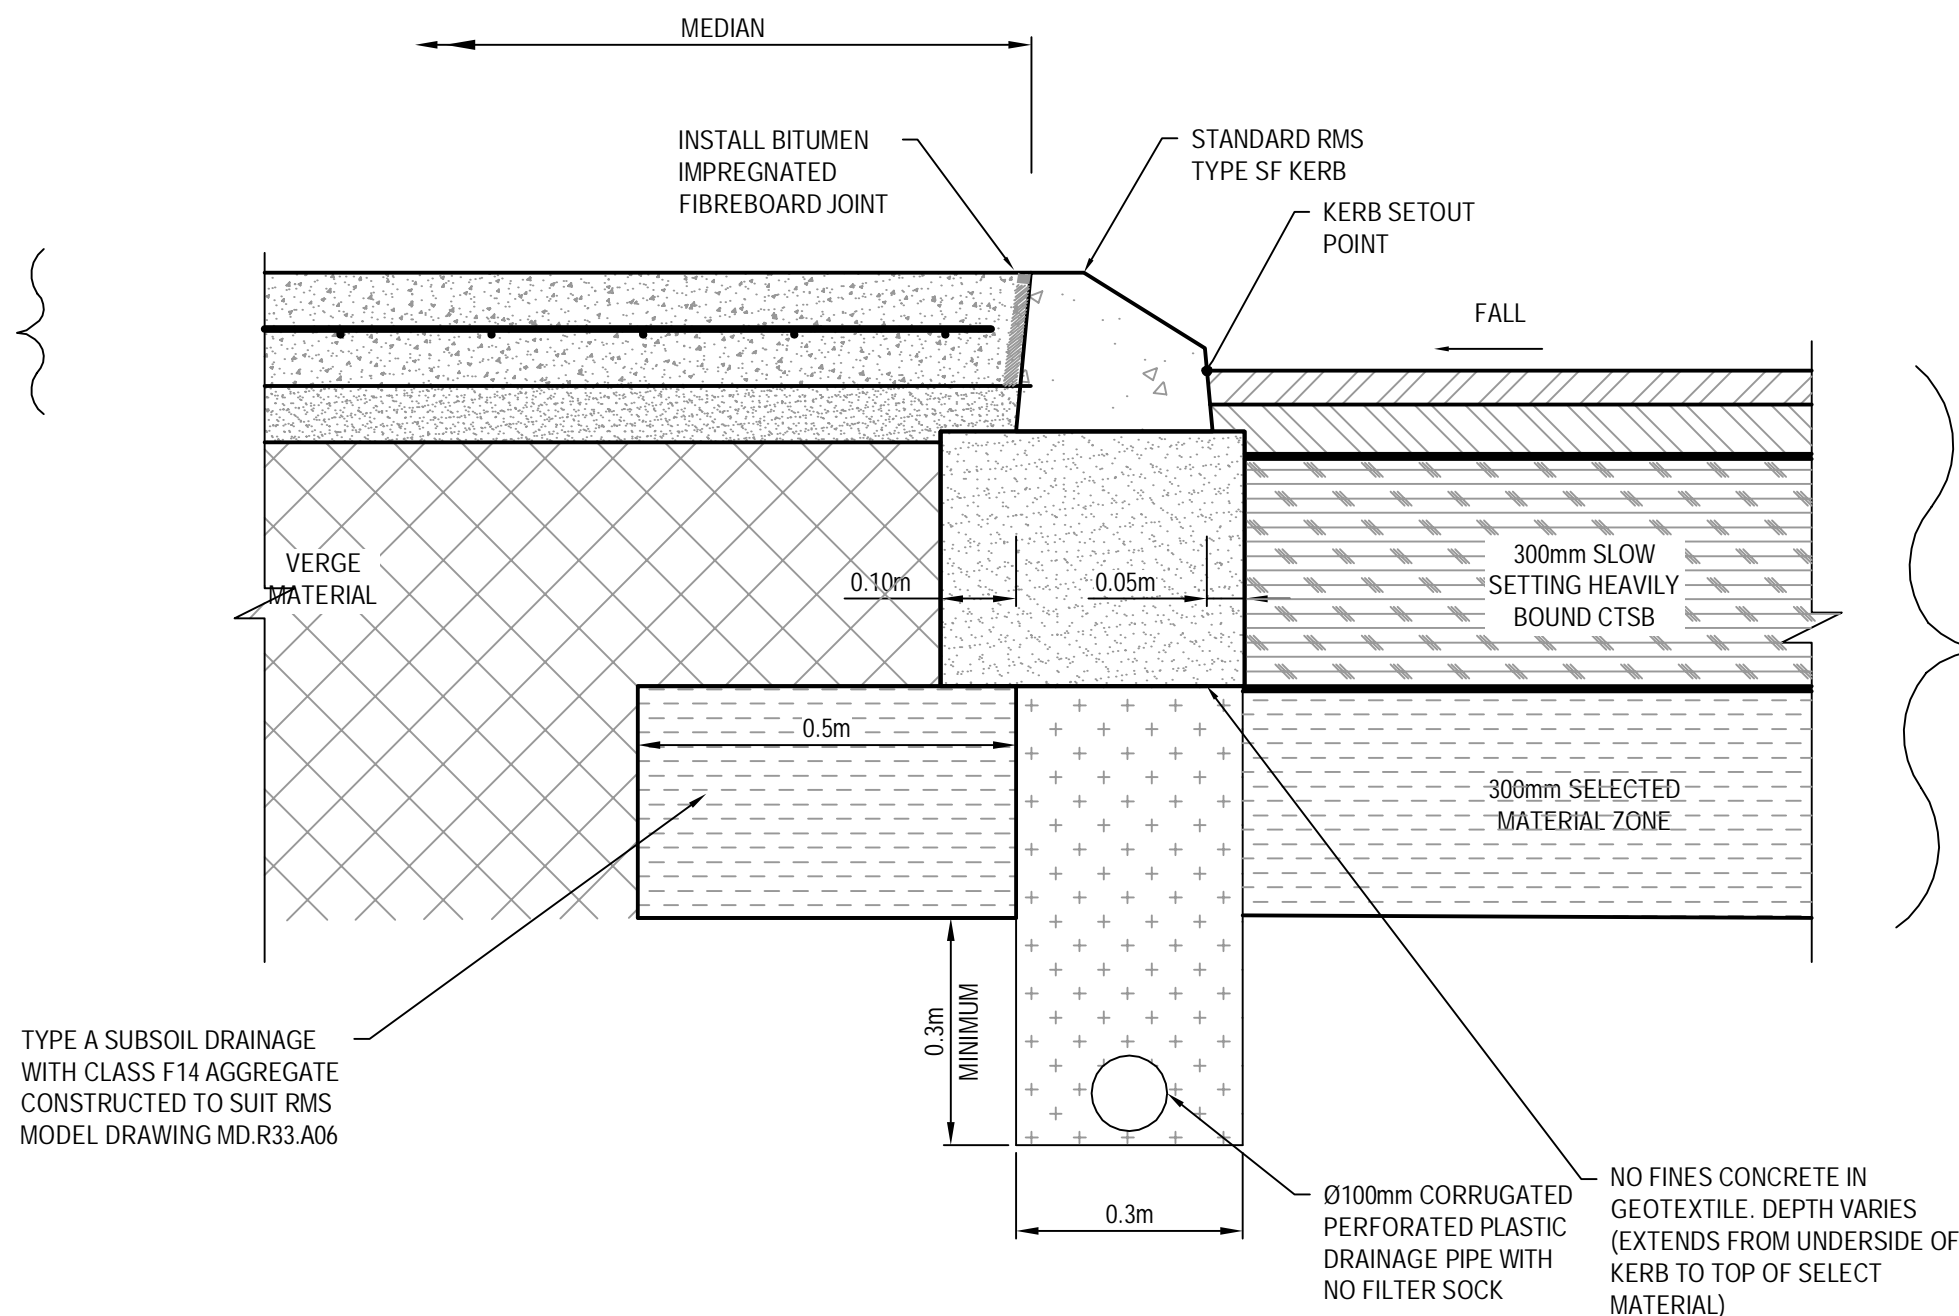 MEDIAN
INSTALL BITUMEN
IMPREGNATED
FIBREBOARD JOINT
STANDARD RMS
TYPE SF KERB
KERB SETOUT
POINT
FALL
VERGE
MATERIAL
0.10m
0.05m
300mm SLOW
SETTING HEAVILY
BOUND CTSB
0.5m
300mm SELECTED
MATERIAL ZONE
0.3m
MINIMUM
TYPE A SUBSOIL DRAINAGE
WITH CLASS F14 AGGREGATE
CONSTRUCTED TO SUIT RMS
MODEL DRAWING MD.R33.A06
0.3m
Ø100mm CORRUGATED
PERFORATED PLASTIC
DRAINAGE PIPE WITH
NO FILTER SOCK
NO FINES CONCRETE IN
GEOTEXTILE. DEPTH VARIES
(EXTENDS FROM UNDERSIDE OF
KERB TO TOP OF SELECT
MATERIAL)